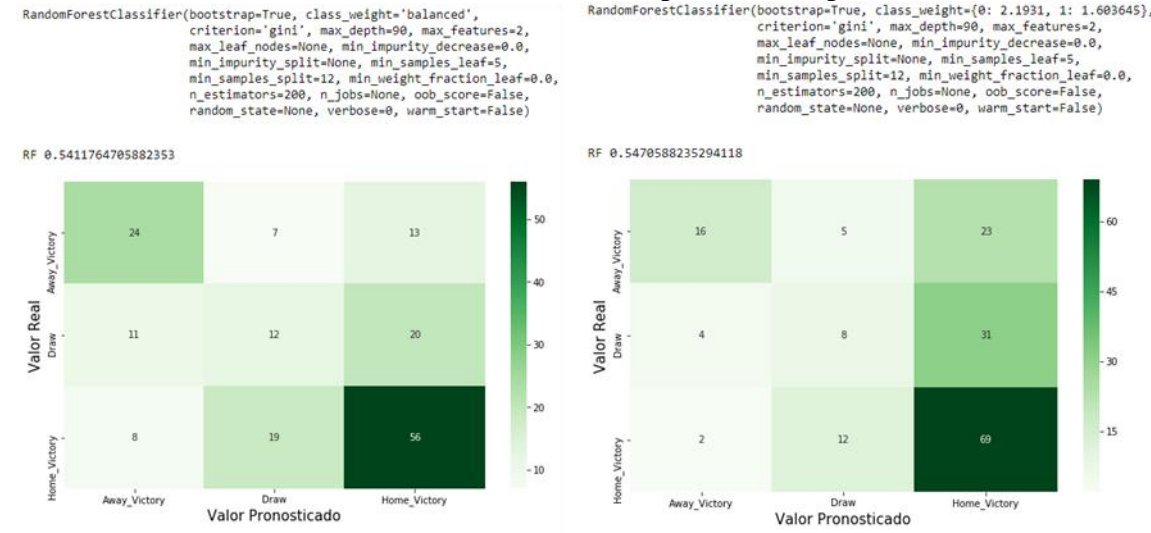 RandomForestClassifier(bootstrap=True, class_weight='balanced',
criterion='gini', max_depth=90, max_features=2,
max_leaf_nodes=None, min_impurity_decrease=0.0,
min_impurity_split=None, min_samples_leaf=5,
min_samples_split=12, min_weight_fraction_leaf=0.0,
n_estimators=200, n_jobs=None, oob_score=False,
random_state=None, verbose=0, warm_start=False)
RF 0.5411764705882353
Valor Real
Away_Victory
Draw
Home_Victory
24 7 13
11 12 20
8 19 56
50
40
30
20
10
Away_Victory Draw Home_Victory
Valor Pronosticado
RandomForestClassifier(bootstrap=True, class_weight={0: 2.1931, 1: 1.603645},
criterion='gini', max_depth=90, max_features=2,
max_leaf_nodes=None, min_impurity_decrease=0.0,
min_impurity_split=None, min_samples_leaf=5,
min_samples_split=12, min_weight_fraction_leaf=0.0,
n_estimators=200, n_jobs=None, oob_score=False,
random_state=None, verbose=0, warm_start=False)
RF 0.5470588235294118
Valor Real
Away_Victory
Draw
Home_Victory
16 5 23
4 8 31
2 12 69
60
45
30
15
Away_Victory Draw Home_Victory
Valor Pronosticado